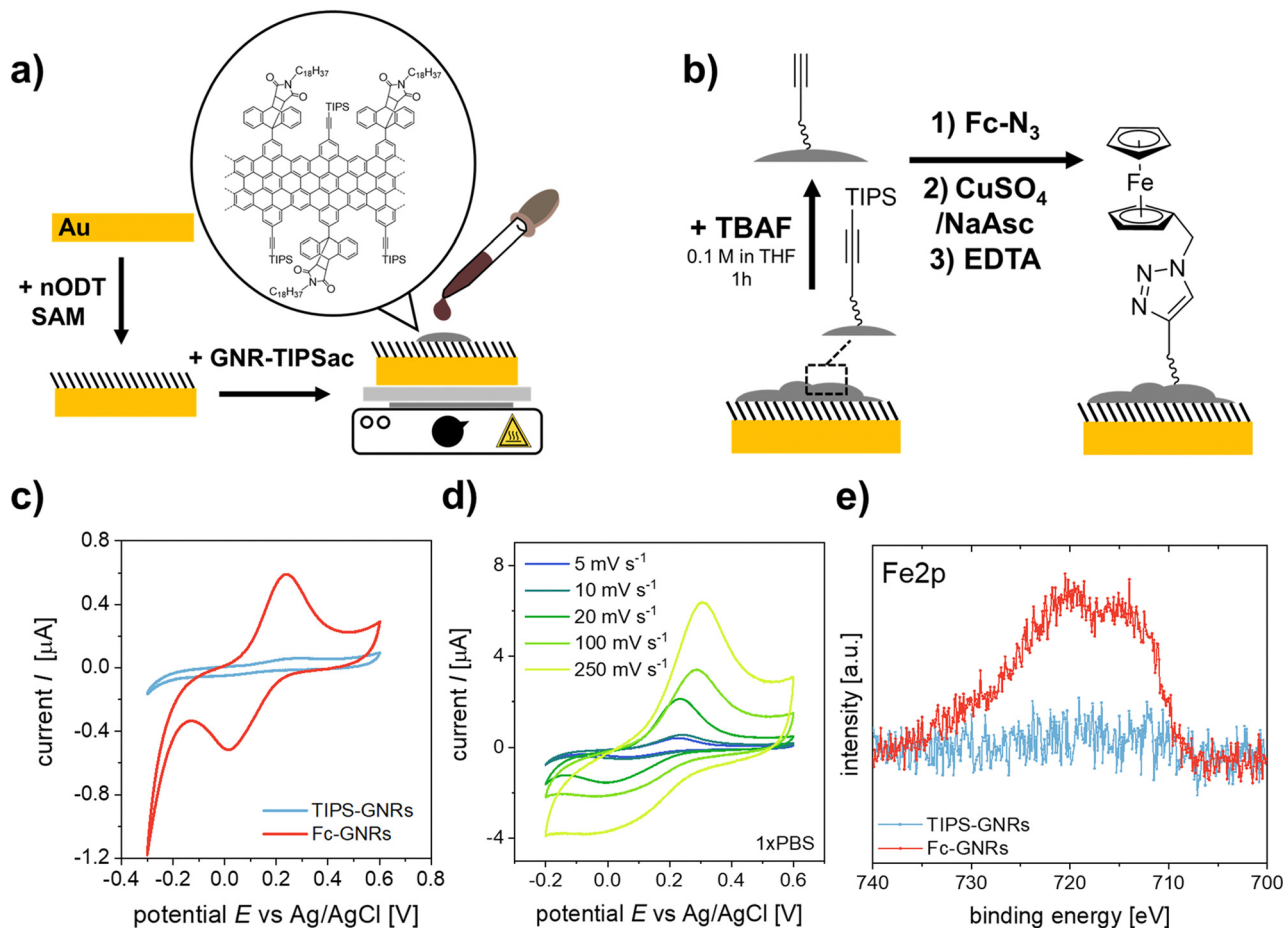 a)
C₁₈H₃₇
C₁₈H₃₇
O
N
O
O
N
O
TIPS
TIPS
TIPS
O
N
O
C₁₈H₃₇
Au
+ nODT
SAM
+ GNR-TIPSac
b)
+ TBAF
0.1 M in THF
1h
TIPS
1) Fc-N₃
2) CuSO₄
/NaAsc
3) EDTA
Fe
N
N
N
c)
0.8
0.4
0.0
-0.4
-0.8
-1.2
current I [µA]
TIPS-GNRs
Fc-GNRs
-0.4 -0.2 0.0 0.2 0.4 0.6 0.8
potential E vs Ag/AgCl [V]
d)
8
4
0
-4
current I [µA]
5 mV s⁻¹
10 mV s⁻¹
20 mV s⁻¹
100 mV s⁻¹
250 mV s⁻¹
1xPBS
-0.2 0.0 0.2 0.4 0.6
potential E vs Ag/AgCl [V]
e)
Fe2p
intensity [a.u.]
TIPS-GNRs
Fc-GNRs
740 730 720 710 700
binding energy [eV]